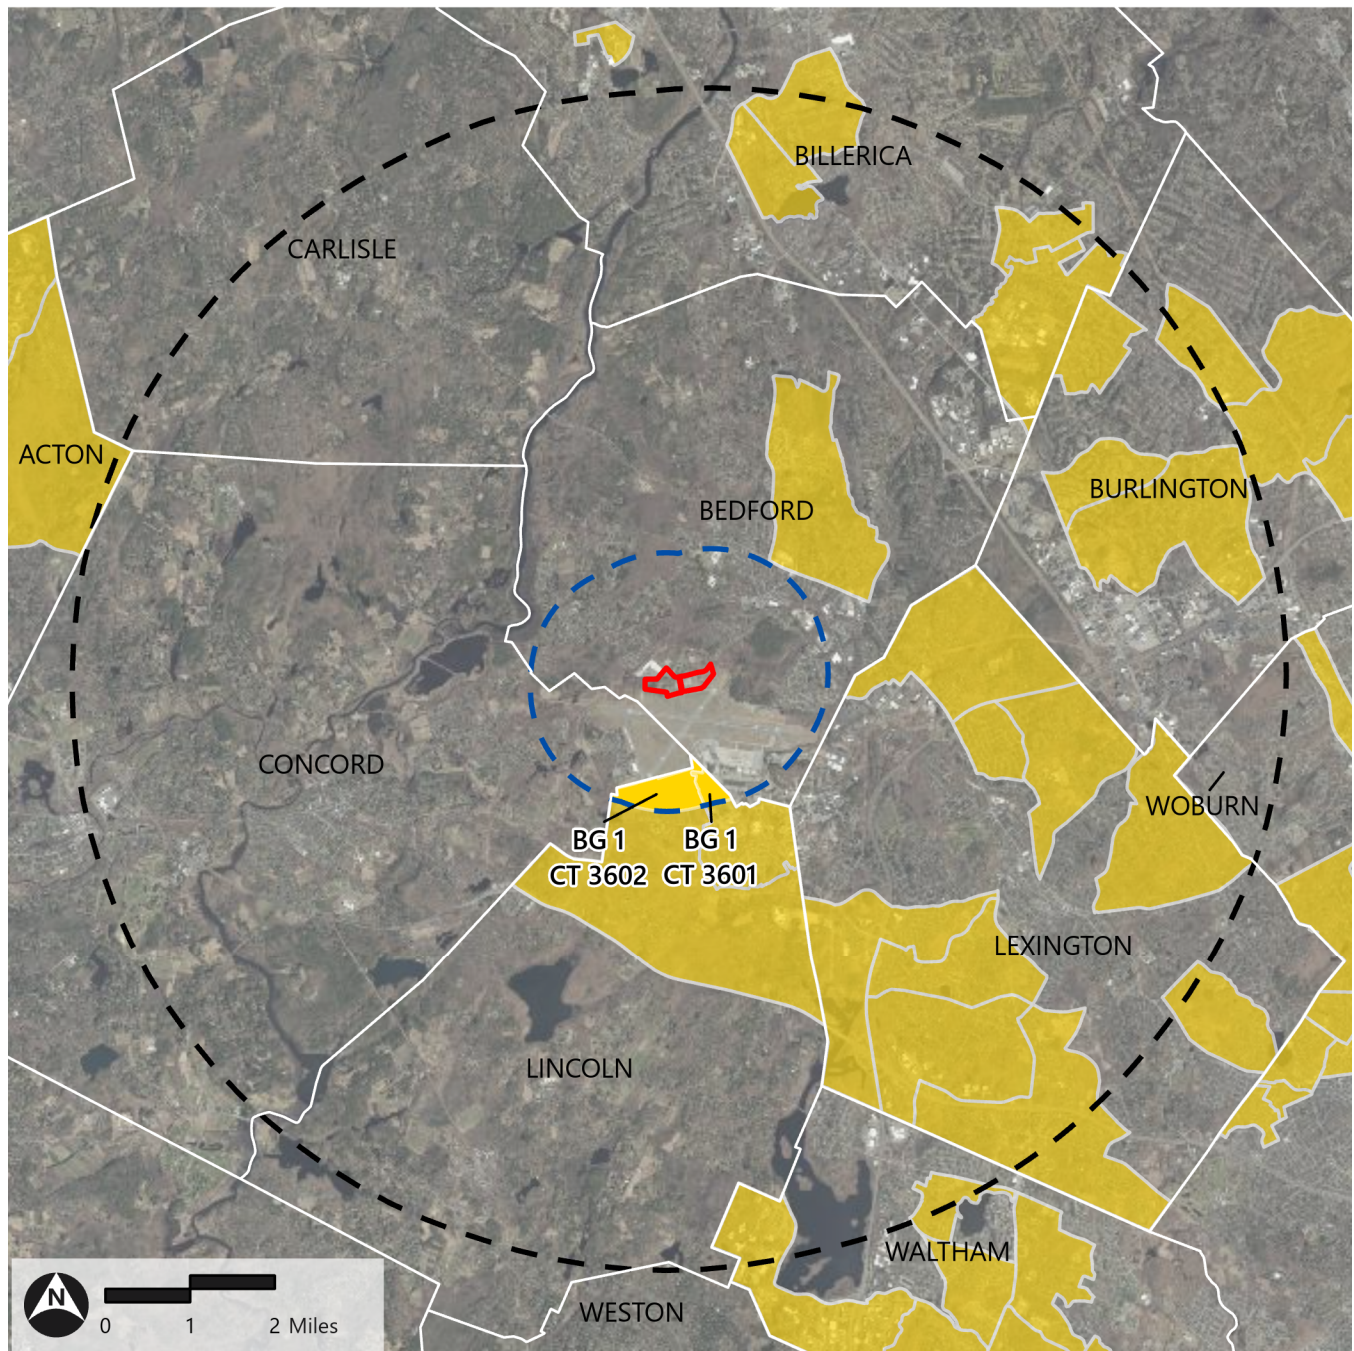 BILLERICA
CARLISLE
ACTON
BURLINGTON
BEDFORD
CONCORD
WOBURN
BG 1
CT 3602
BG 1
CT 3601
LEXINGTON
LINCOLN
WALTHAM
WESTON
N
0 1 2 Miles